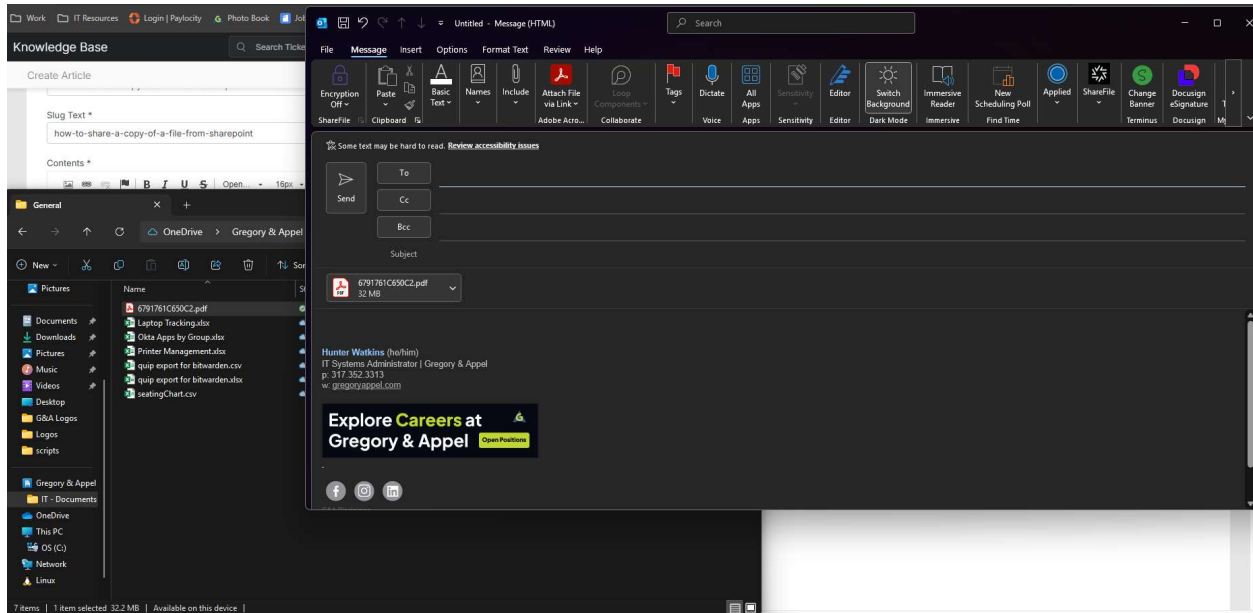 Work IT Resources Login | Paylocity Photo Book
Knowledge Base Search
Create Article
Slug Text *
how-to-share-a-copy-of-a-file-from-sharepoint
Contents *
B I U S Open... 16px
General
OneDrive > Gregory & Appel
New
Pictures
Documents
Downloads
Pictures
Music
Videos
Desktop
G&A Logos
Logos
scripts
Gregory & Appel
IT - Documents
OneDrive
This PC
OS (C:)
Network
Linux
Name
6791761C650C2.pdf
Laptop Tracking.xlsx
Okta Apps by Group.xlsx
Printer Management.xlsx
quip export for bitwarden.csv
quip export for bitwarden.xlsx
seatingChart.csv
7 items | 1 item selected 32.2 MB | Available on this device |
Untitled - Message (HTML)
Search
File Message Insert Options Format Text Review Help
Encryption Off
Paste
Basic Text
Names
Include
Attach File via Link
Loop Components
Tags
Dictate
All Apps
Sensitivity
Editor
Switch Background
Immersive Reader
New Scheduling Poll
Applied
ShareFile
Change Banner
Docusign eSignature
ShareFile Clipboard Adobe Acro... Collaborate Voice Apps Sensitivity Editor Dark Mode Immersive Find Time Terminus Docusign
Some text may be hard to read. Review accessibility issues
Send
To
Cc
Bcc
Subject
6791761C650C2.pdf
32 MB
Hunter Watkins (he/him)
IT Systems Administrator | Gregory & Appel
p: 317.352.3313
w: gregoryappel.com
Explore Careers at
Gregory & Appel Open Positions